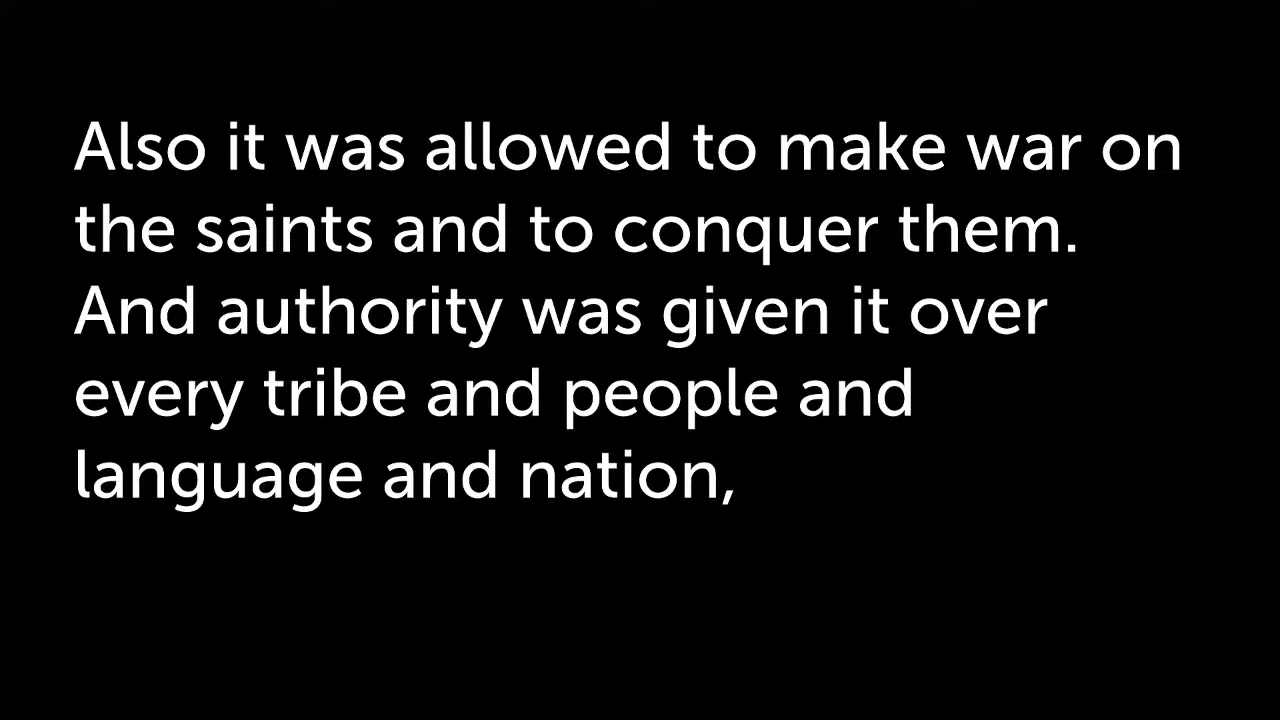 Also it was allowed to make war on
the saints and to conquer them.
And authority was given it over
every tribe and people and
language and nation,